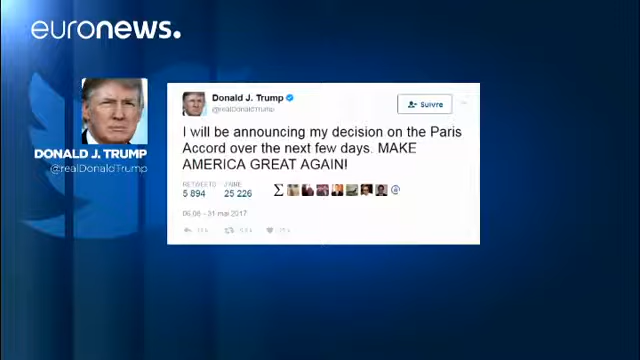 euronews.
DONALD J. TRUMP
@realDonaldTrump
Donald J. Trump
@realDonaldTrump
Suivre
I will be announcing my decision on the Paris
Accord over the next few days. MAKE
AMERICA GREAT AGAIN!
RETWEETS J'AIME
5 894 25 226
06:08 - 31 mai 2017